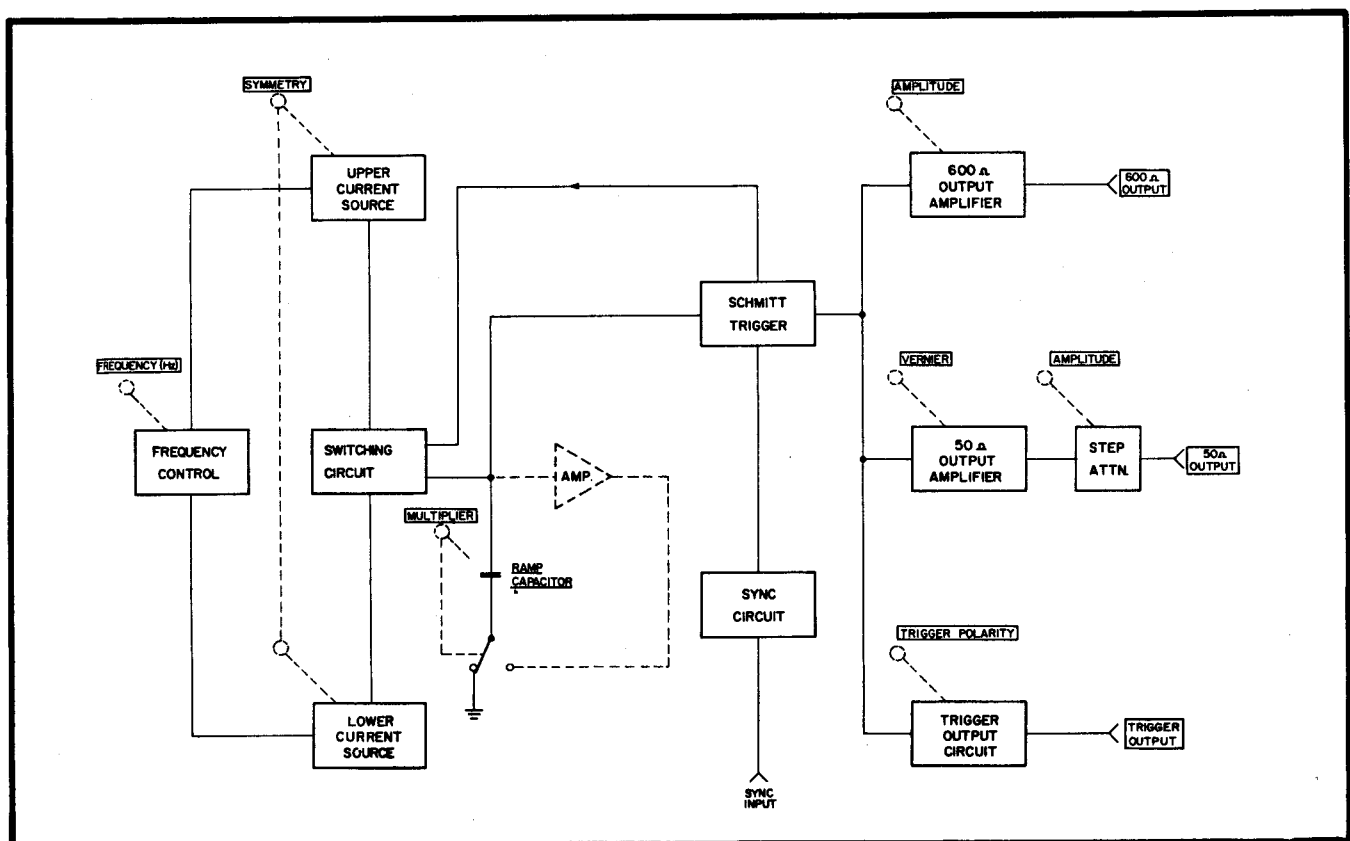 SYMMETRY
AMPLITUDE
UPPER
CURRENT
SOURCE
600 Ω
OUTPUT
AMPLIFIER
600 Ω
OUTPUT
SCHMITT
TRIGGER
FREQUENCY (Hz)
VERNIER
AMPLITUDE
FREQUENCY
CONTROL
SWITCHING
CIRCUIT
AMP.
50 Ω
OUTPUT
AMPLIFIER
STEP
ATTN.
50Ω
OUTPUT
MULTIPLIER
RAMP
CAPACITOR
SYNC
CIRCUIT
TRIGGER POLARITY
LOWER
CURRENT
SOURCE
TRIGGER
OUTPUT
CIRCUIT
TRIGGER
OUTPUT
SYNC
INPUT